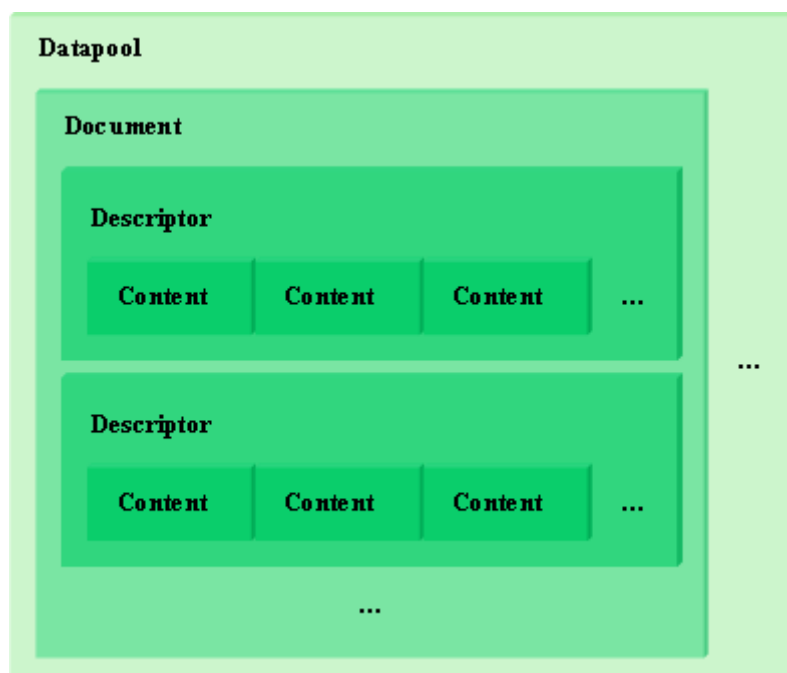 Datapool
Document
Descriptor
Content Content Content ...
...
Descriptor
Content Content Content ...
...